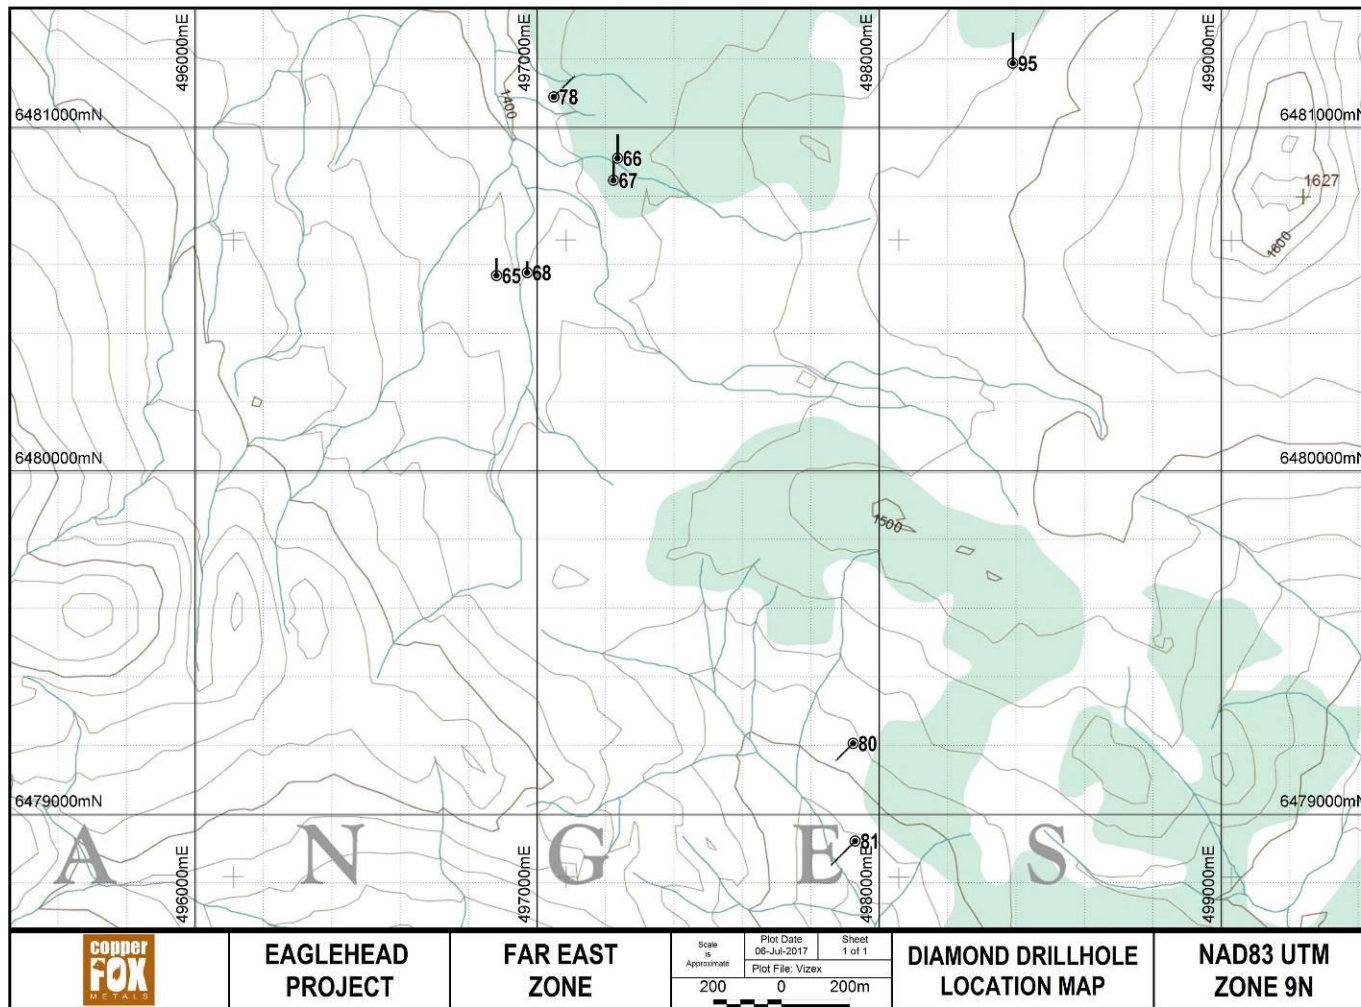 496000mE
497000mE
498000mE
499000mE
95
78
1400
6481000mN
6481000mN
66
67
1627
1600
65
68
6480000mN
6480000mN
1500
80
6479000mN
6479000mN
81
A N G E S
496000mE
497000mE
498000mE
499000mE
copper
FOX
METALS
EAGLEHEAD
PROJECT
FAR EAST
ZONE
Scale
is
Approximate
Plot Date
06-Jul-2017
Sheet
1 of 1
Plot File: Vizex
200 0 200m
DIAMOND DRILLHOLE
LOCATION MAP
NAD83 UTM
ZONE 9N